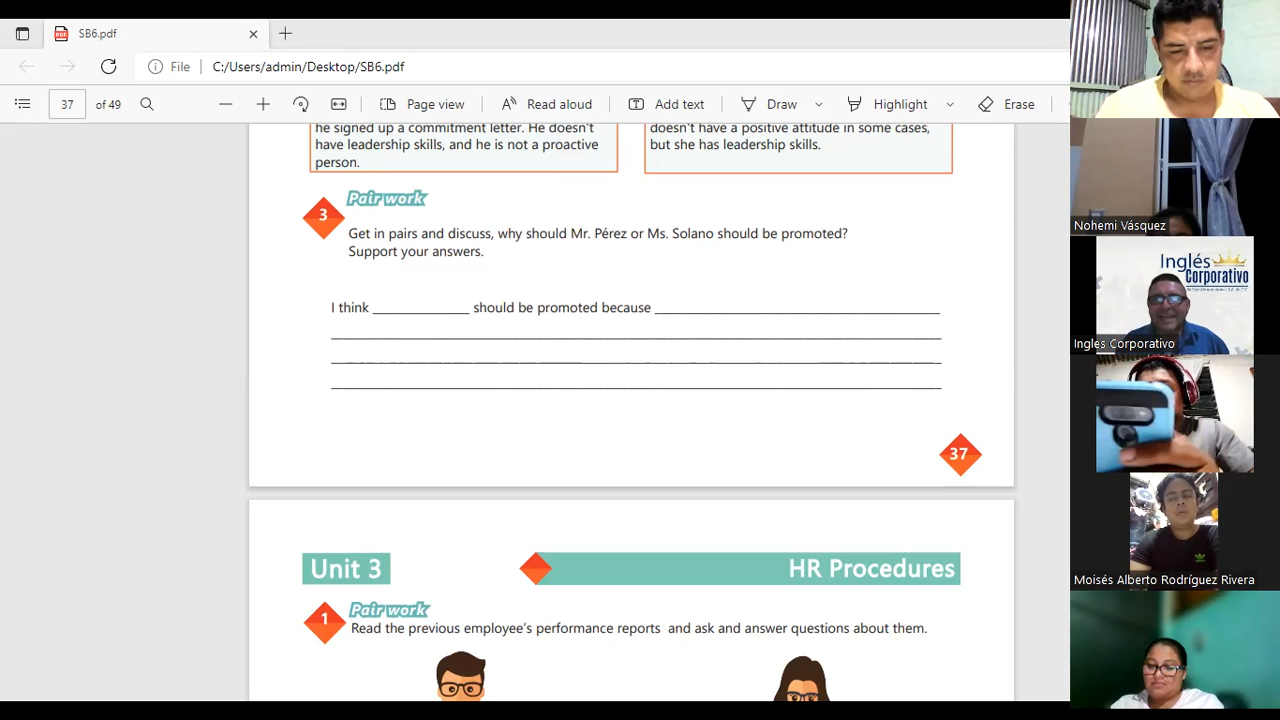 SB6.pdf
File C:/Users/admin/Desktop/SB6.pdf
37 of 49 Page view Read aloud Add text Draw Highlight Erase
he signed up a commitment letter. He doesn't
have leadership skills, and he is not a proactive
person.
doesn't have a positive attitude in some cases,
but she has leadership skills.
3
Pair work
Get in pairs and discuss, why should Mr. Pérez or Ms. Solano should be promoted?
Support your answers.
I think ______________ should be promoted because ______________
37
Unit 3
HR Procedures
1
Pair work
Read the previous employee's performance reports and ask and answer questions about them.
Nohemi Vásquez
Inglés
Corporativo
Ingles Corporativo
Moisés Alberto Rodríguez Rivera